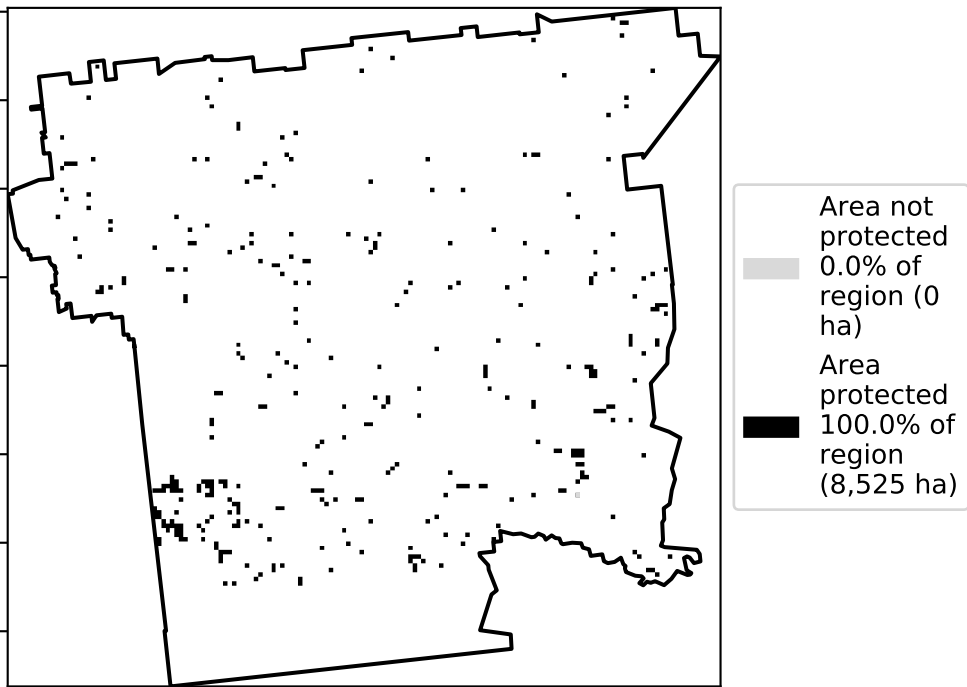 Area not
protected
0.0% of
region (0
ha)
Area
protected
100.0% of
region
(8,525 ha)